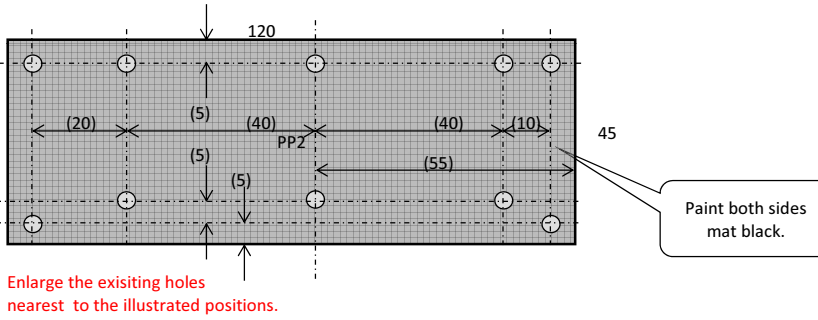 120
(5)
(20)
(40)
(40)
(10)
PP2
45
(5)
(5)
(55)
Paint both sides
mat black.
Enlarge the exisiting holes
nearest to the illustrated positions.